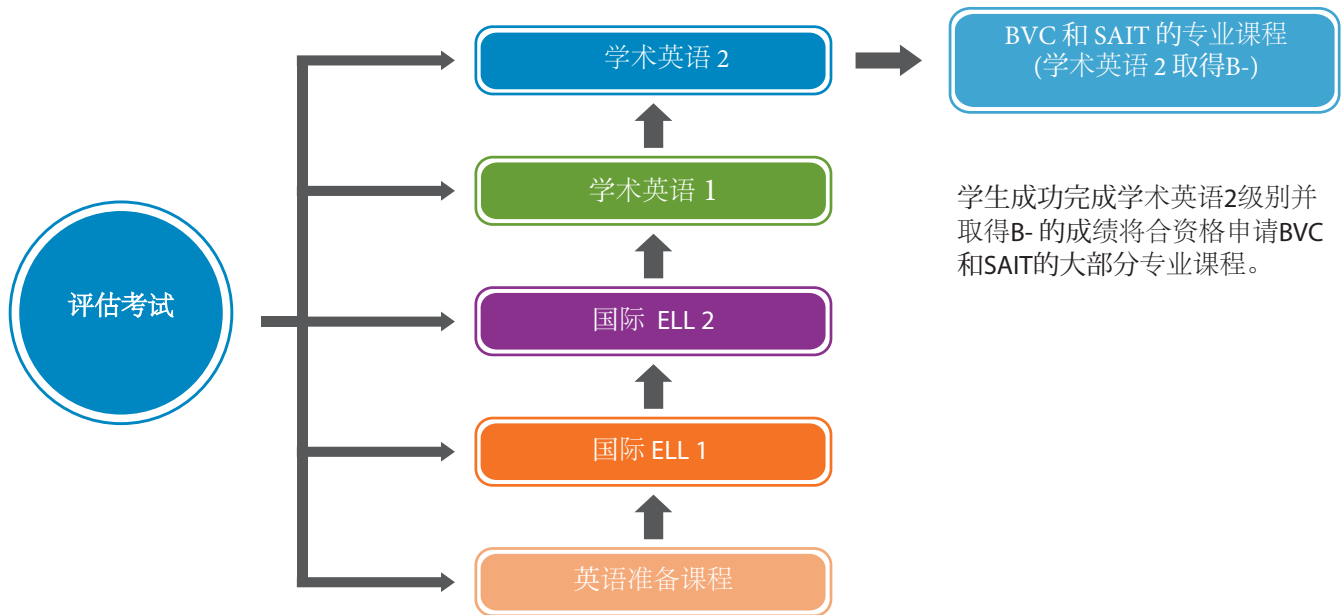 学术英语 2
BVC 和 SAIT 的专业课程
(学术英语 2 取得B-)
学术英语 1
学生成功完成学术英语2级别并
取得B- 的成绩将合资格申请BVC
和SAIT的大部分专业课程。
评估考试
国际 ELL 2
国际 ELL 1
英语准备课程